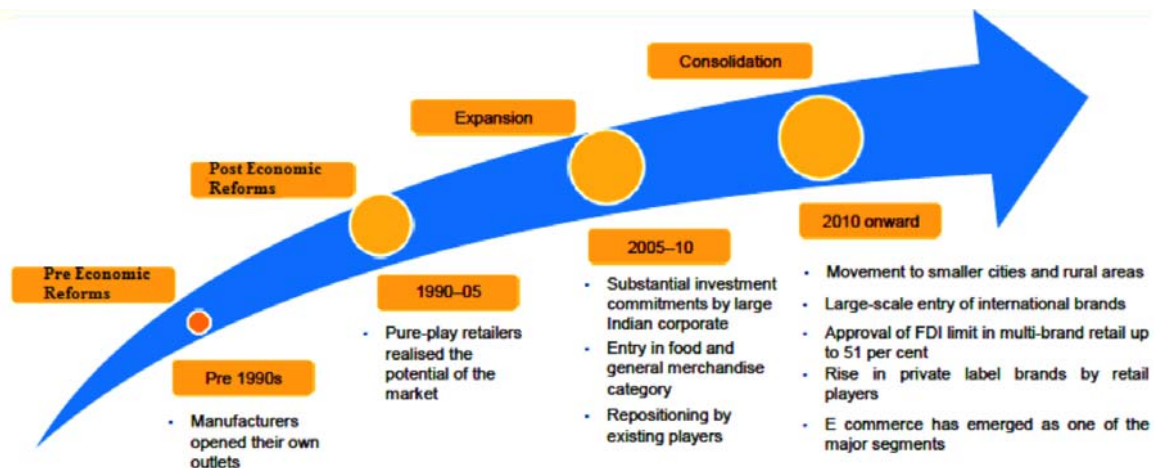 Consolidation
Expansion
Post Economic
Reforms
Pre Economic
Reforms
Pre 1990s
• Manufacturers
opened their own
outlets
1990–05
• Pure-play retailers
realised the
potential of the
market
2005–10
• Substantial investment
commitments by large
Indian corporate
• Entry in food and
general merchandise
category
• Repositioning by
existing players
2010 onward
• Movement to smaller cities and rural areas
• Large-scale entry of international brands
• Approval of FDI limit in multi-brand retail up
to 51 per cent
• Rise in private label brands by retail
players
• E commerce has emerged as one of the
major segments